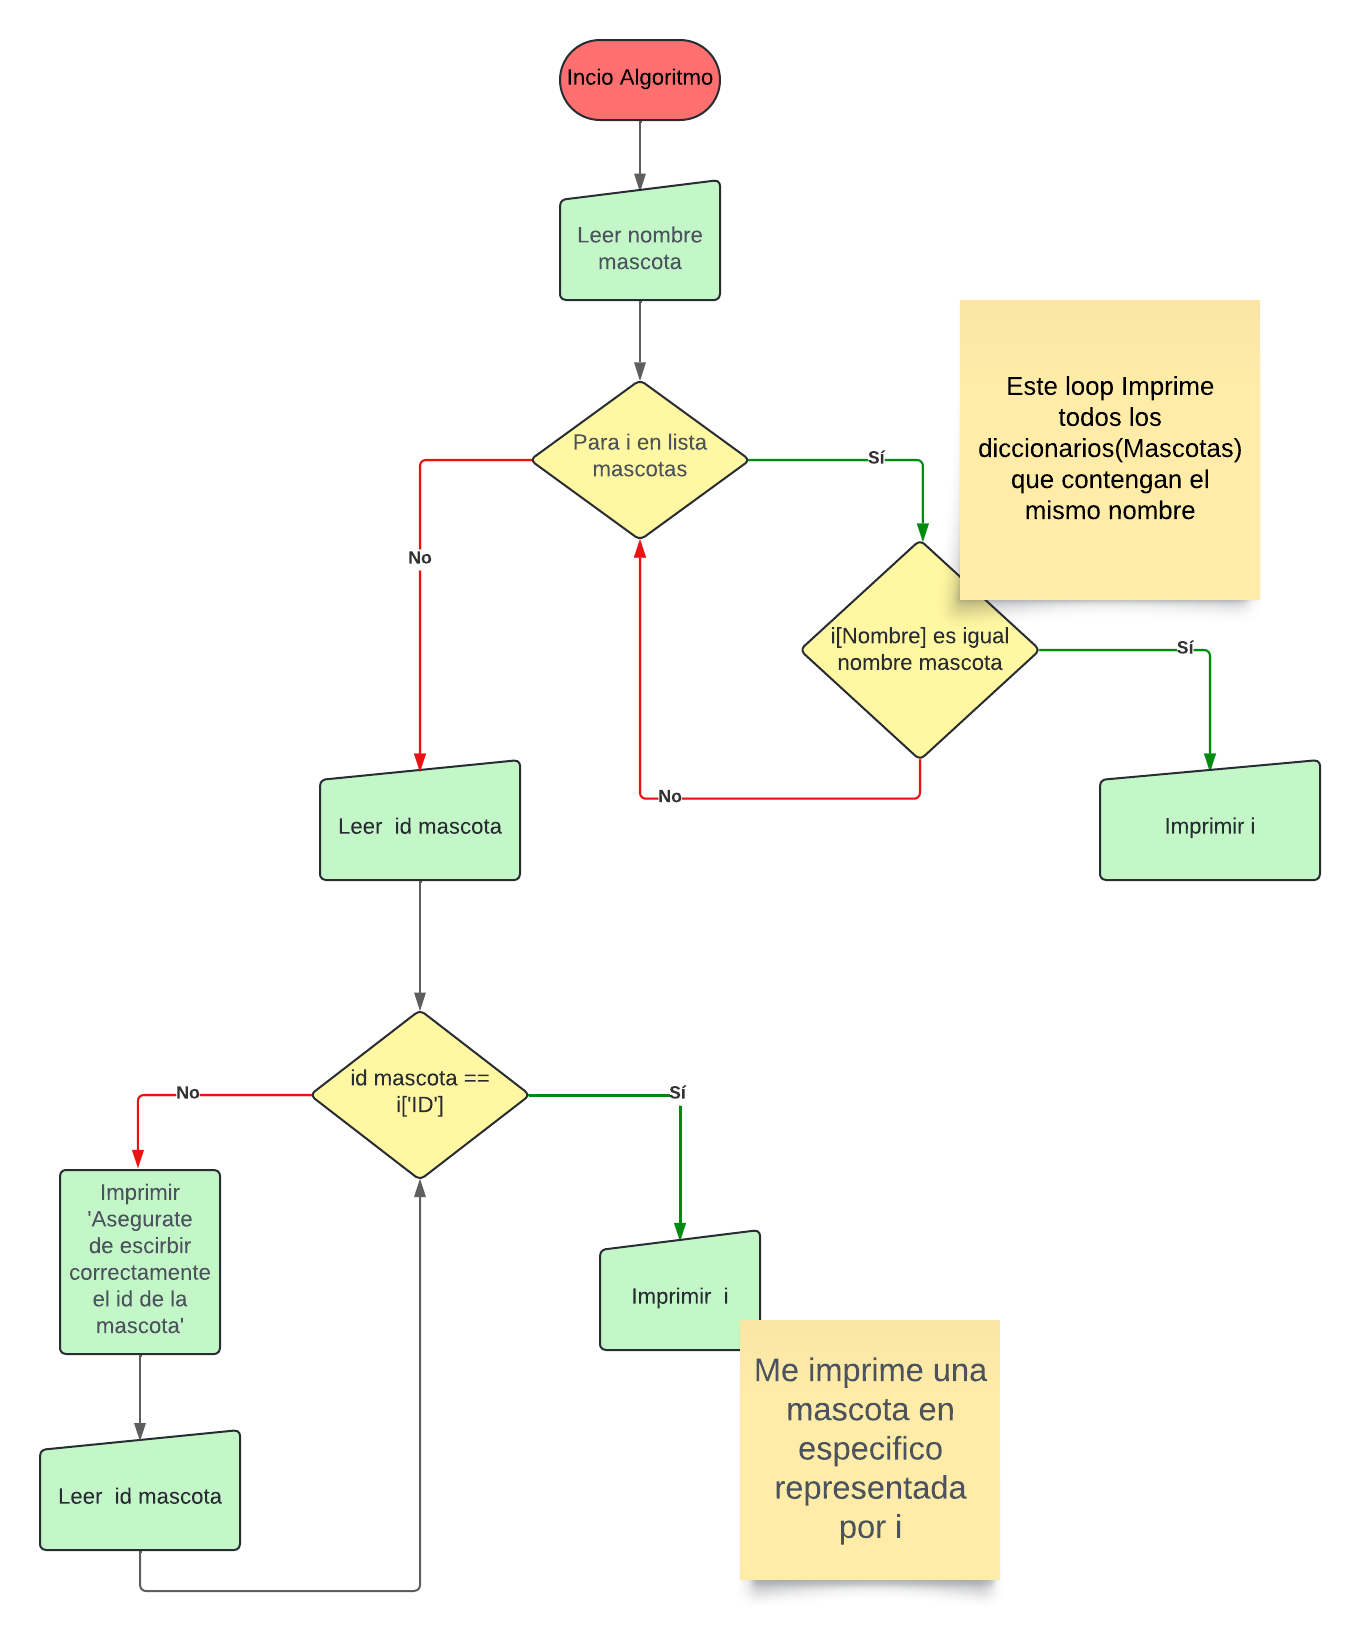 Incio Algoritmo
Leer nombre
mascota
Para i en lista
mascotas
Sí
No
Este loop Imprime
todos los
diccionarios(Mascotas)
que contengan el
mismo nombre
i[Nombre] es igual
nombre mascota
Sí
No
Imprimir i
Leer  id mascota
id mascota ==
i['ID']
No
Sí
Imprimir
'Asegurate
de escirbir
correctamente
el id de la
mascota'
Imprimir  i
Me imprime una
mascota en
especifico
representada
por i
Leer  id mascota